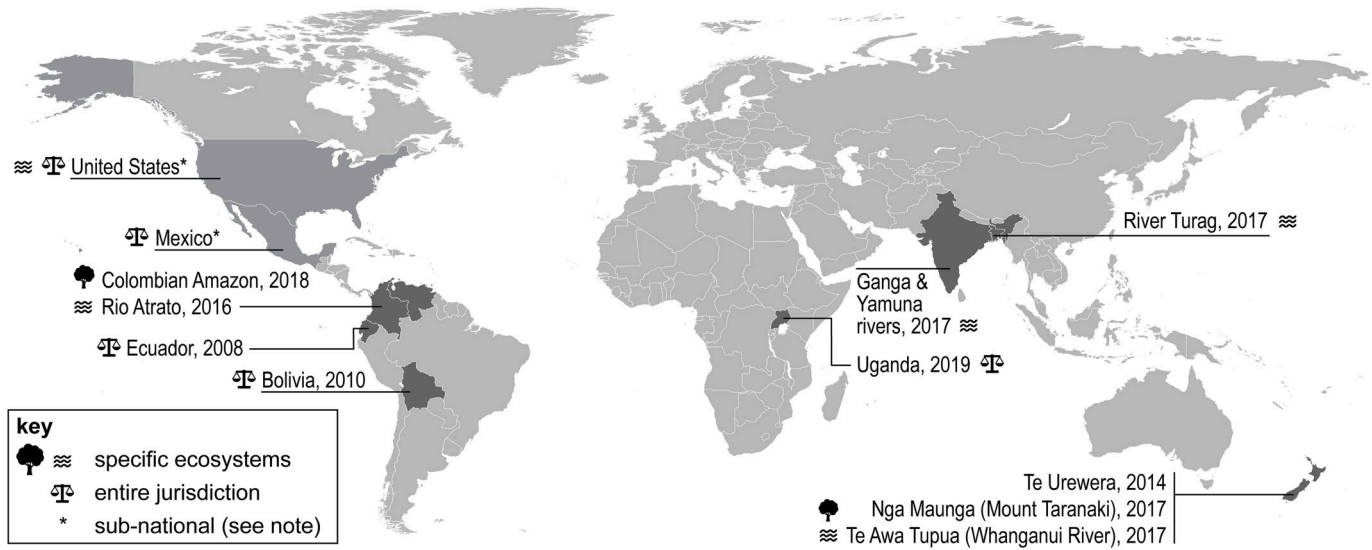 United States*
Mexico*
Colombian Amazon, 2018
Rio Atrato, 2016
Ecuador, 2008
Bolivia, 2010
River Turag, 2017
Ganga &
Yamuna
rivers, 2017
Uganda, 2019
Te Urewera, 2014
Nga Maunga (Mount Taranaki), 2017
Te Awa Tupua (Whanganui River), 2017
key
specific ecosystems
entire jurisdiction
* sub-national (see note)